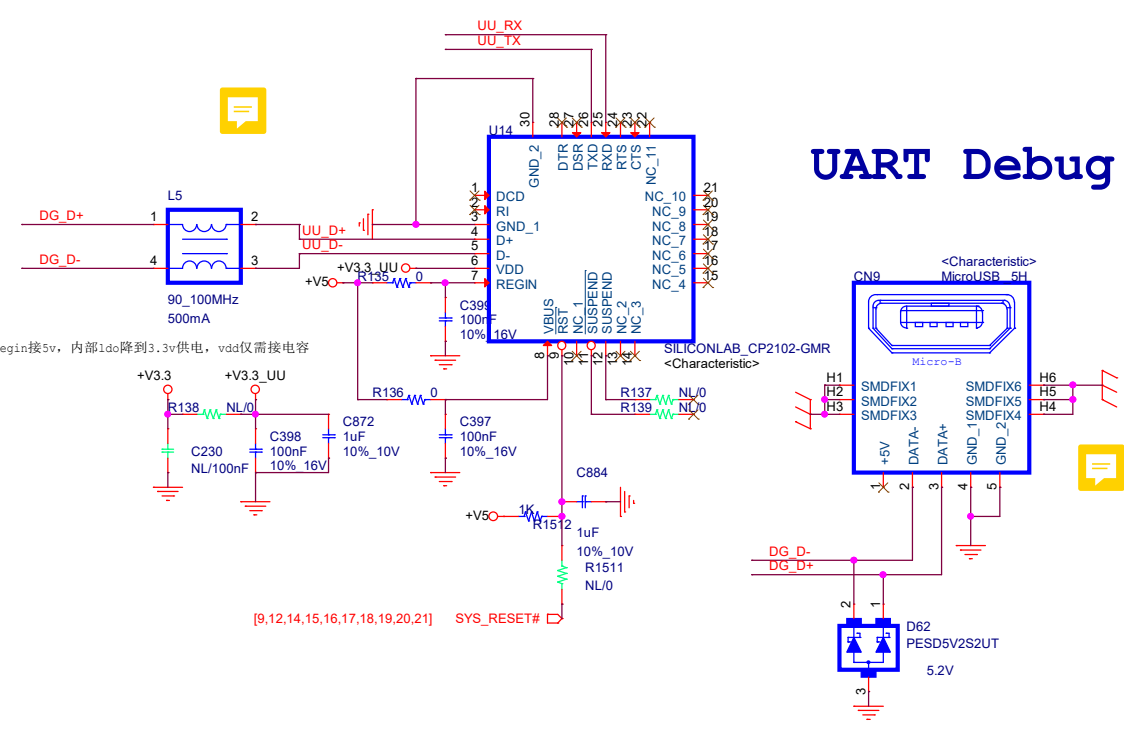 UU_RX
UU_TX
UART Debug
U14
30
28
27
26
25
24
23
22
GND_2
DTR
DSR
TXD
RXD
RTS
CTS
NC_11
1
DCD
2
RI
3
GND_1
4
D+
5
D-
6
VDD
7
REGIN
NC_10
21
NC_9
20
NC_8
19
NC_7
18
NC_6
17
NC_5
16
NC_4
15
VBUS
RST
NC_1
SUSPEND
SUSPEND
NC_2
NC_3
8
9
10
11
12
13
14
SILICONLAB_CP2102-GMR
<Characteristic>
L5
DG_D+
1
2
UU_D+
DG_D-
4
3
UU_D-
90_100MHz
500mA
+V3.3_UU
+V5
R135
0
C399
100nF
10%_16V
egin接5v，内部ldo降到3.3v供电，vdd仅需接电容
+V3.3
+V3.3_UU
R138
NL/0
C230
NL/100nF
C398
100nF
10%_16V
C872
1uF
10%_10V
R136
0
C397
100nF
10%_16V
R137
NL/0
R139
NL/0
C884
1uF
10%_10V
+V5
1K
R1512
R1511
NL/0
[9,12,14,15,16,17,18,19,20,21]
SYS_RESET#
CN9
<Characteristic>
MicroUSB_5H
Micro-B
H1
SMDFIX1
H2
SMDFIX2
H3
SMDFIX3
SMDFIX6
H6
SMDFIX5
H5
SMDFIX4
H4
+5V
DATA-
DATA+
GND_1
GND_2
1
2
3
4
5
DG_D-
DG_D+
2
1
D62
PESD5V2S2UT
5.2V
3